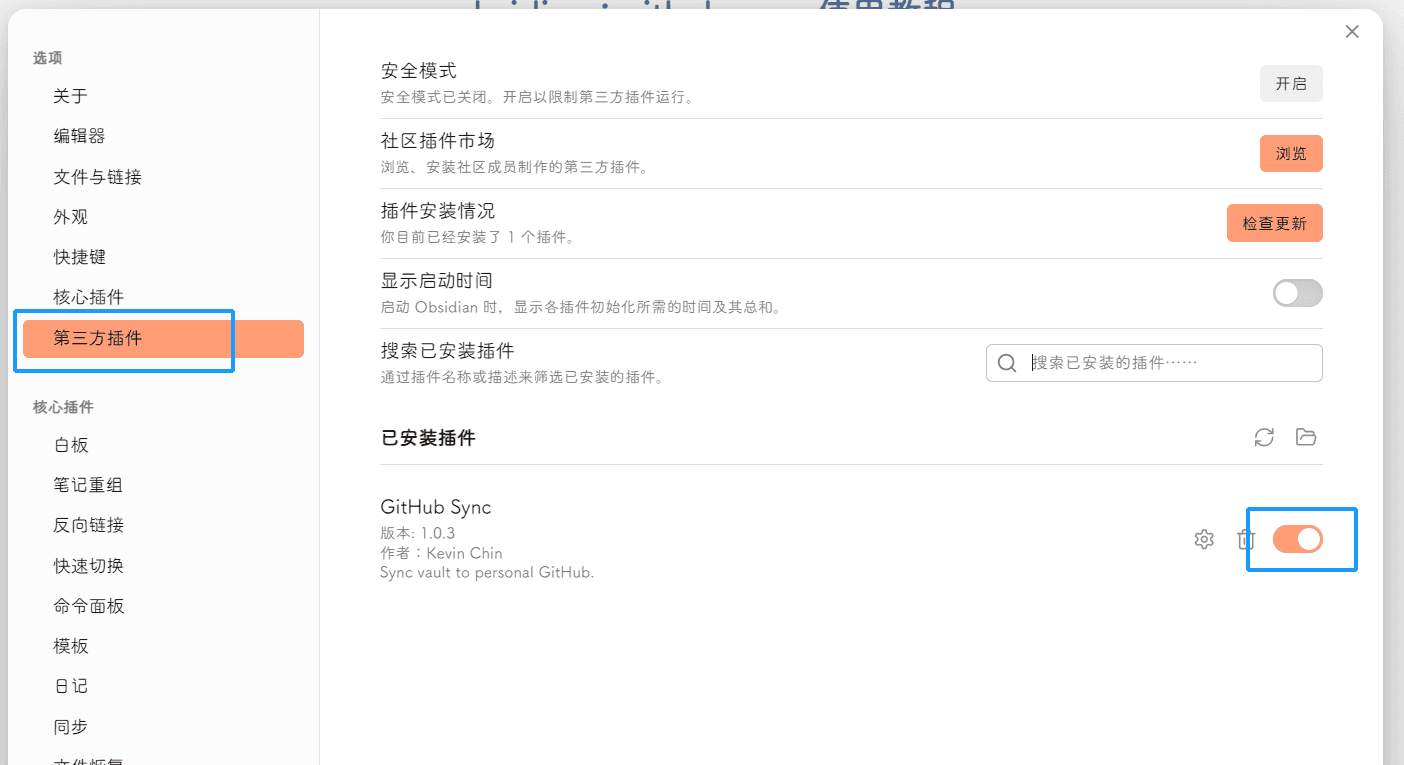 选项
关于
编辑器
文件与链接
外观
快捷键
核心插件
第三方插件
核心插件
白板
笔记重组
反向链接
快速切换
命令面板
模板
日记
同步
文件恢复
使用教程
安全模式
安全模式已关闭。开启以限制第三方插件运行。
开启
社区插件市场
浏览、安装社区成员制作的第三方插件。
浏览
插件安装情况
你目前已经安装了 1 个插件。
检查更新
显示启动时间
启动 Obsidian 时，显示各插件初始化所需的时间及其总和。
搜索已安装插件
通过插件名称或描述来筛选已安装的插件。
搜索已安装的插件……
已安装插件
GitHub Sync
版本: 1.0.3
作者：Kevin Chin
Sync vault to personal GitHub.